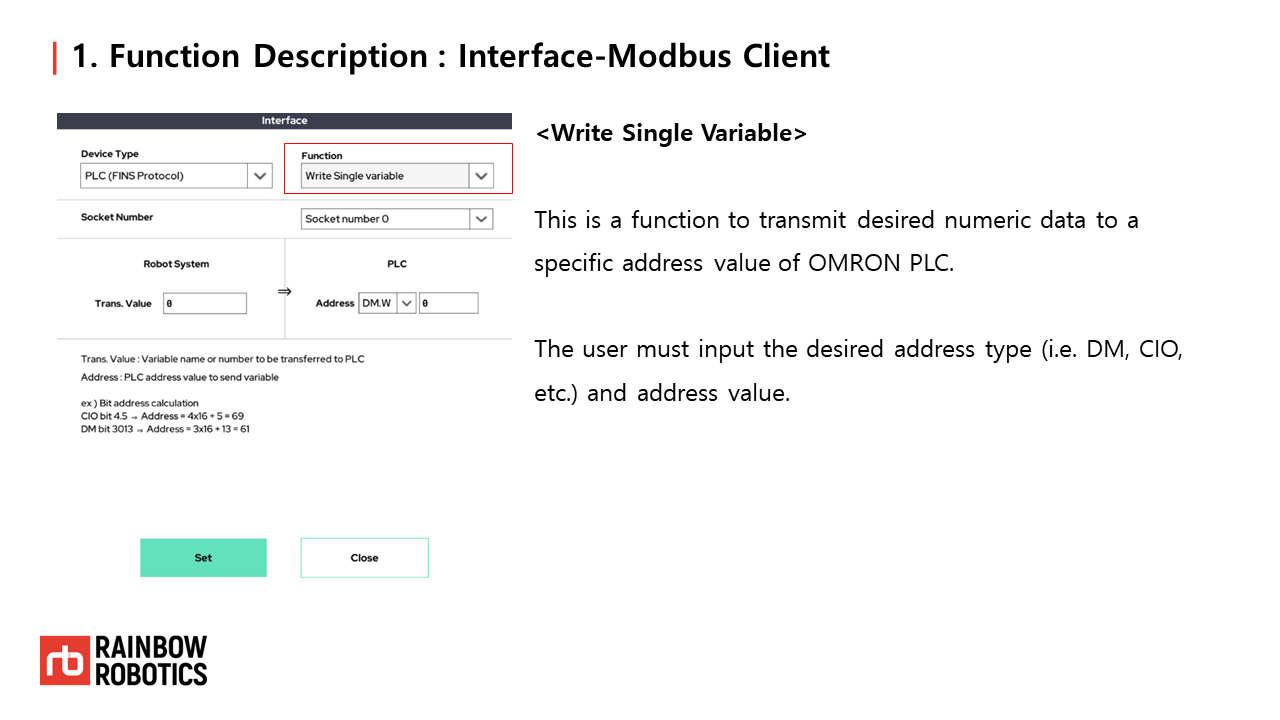 1. Function Description : Interface-Modbus Client
Interface
Device Type
PLC (FINS Protocol)
Function
Write Single variable
Socket Number
Socket number 0
Robot System
Trans. Value
0
⇒
PLC
Address
DM.W
0
Trans. Value : Variable name or number to be transferred to PLC
Address : PLC address value to send variable
ex ) Bit address calculation
CIO bit 4.5 → Address = 4x16 + 5 = 69
DM bit 3013 → Address = 3x16 + 13 = 61
Set
Close
<Write Single Variable>
This is a function to transmit desired numeric data to a
specific address value of OMRON PLC.
The user must input the desired address type (i.e. DM, CIO,
etc.) and address value.
rb
RAINBOW
ROBOTICS